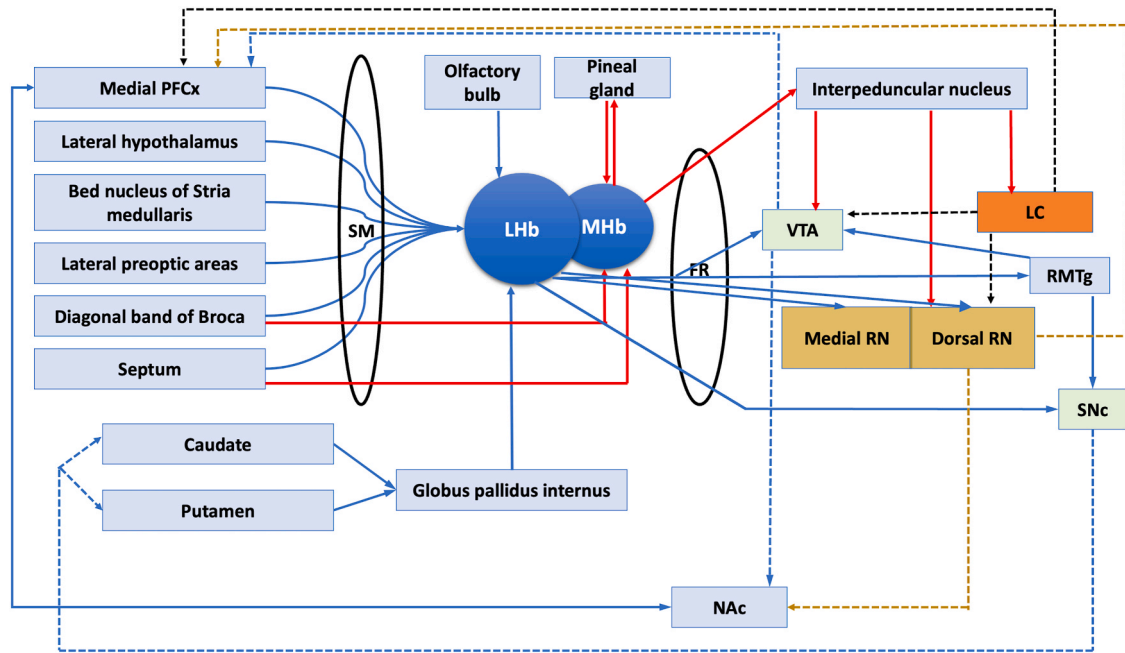 Medial PFCx
Lateral hypothalamus
Bed nucleus of Stria
medullaris
Lateral preoptic areas
Diagonal band of Broca
Septum
SM
Olfactory
bulb
Pineal
gland
LHb
MHb
FR
Interpeduncular nucleus
VTA
LC
RMTg
Medial RN
Dorsal RN
SNc
Caudate
Putamen
Globus pallidus internus
NAc